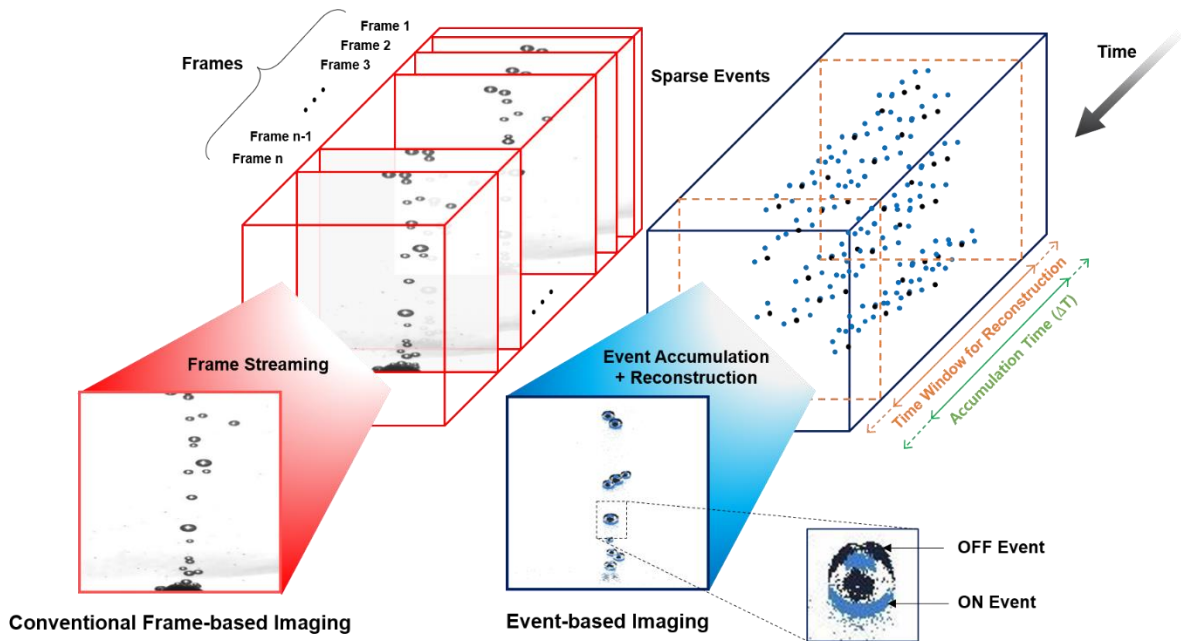 Frames
Frame 1
Frame 2
Frame 3
Frame n-1
Frame n
Sparse Events
Time
Time Window for Reconstruction
Accumulation Time (ΔT)
Frame Streaming
Event Accumulation
+ Reconstruction
OFF Event
ON Event
Conventional Frame-based Imaging
Event-based Imaging